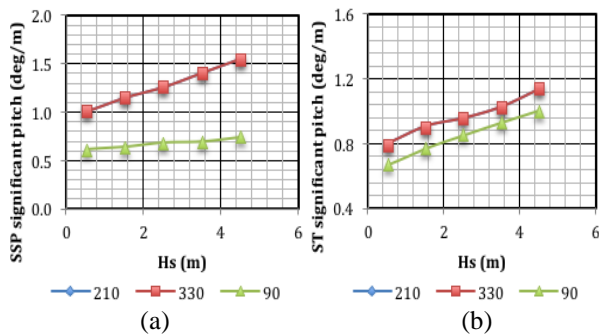 SSP significant pitch (deg/m)
2.0
1.5
1.0
0.5
0.0
0 2 4 6
Hs (m)
210 330 90
(a)
ST significant pitch (deg/m)
1.6
1.2
0.8
0.4
0 2 4 6
Hs (m)
210 330 90
(b)